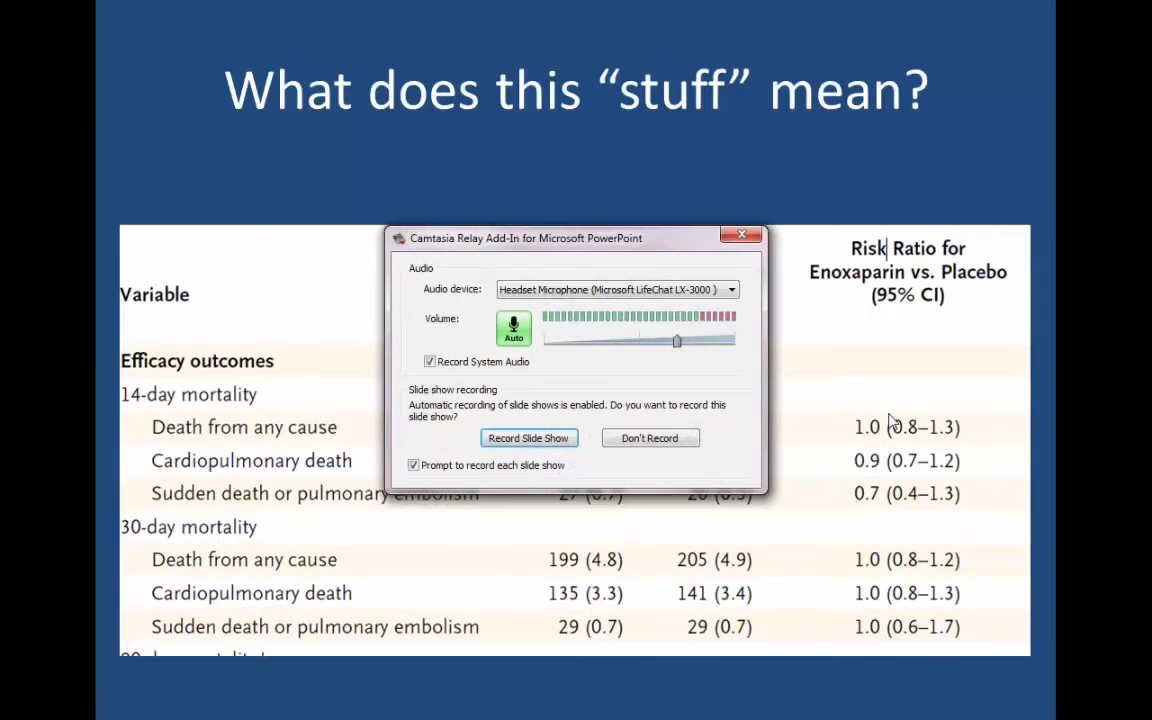 What does this “stuff” mean?
Camtasia Relay Add-In for Microsoft PowerPoint
Audio
Audio device: Headset Microphone (Microsoft LifeChat LX-3000 )
Volume:
Auto
Record System Audio
Slide show recording
Automatic recording of slide shows is enabled. Do you want to record this
slide show?
Record Slide Show Don't Record
Prompt to record each slide show
Risk Ratio for
Enoxaparin vs. Placebo
(95% CI)
Variable
Efficacy outcomes
14-day mortality
Death from any cause 1.0 (0.8–1.3)
Cardiopulmonary death 0.9 (0.7–1.2)
Sudden death or pulmonary embolism 0.7 (0.4–1.3)
30-day mortality
Death from any cause 199 (4.8) 205 (4.9) 1.0 (0.8–1.2)
Cardiopulmonary death 135 (3.3) 141 (3.4) 1.0 (0.8–1.3)
Sudden death or pulmonary embolism 29 (0.7) 29 (0.7) 1.0 (0.6–1.7)